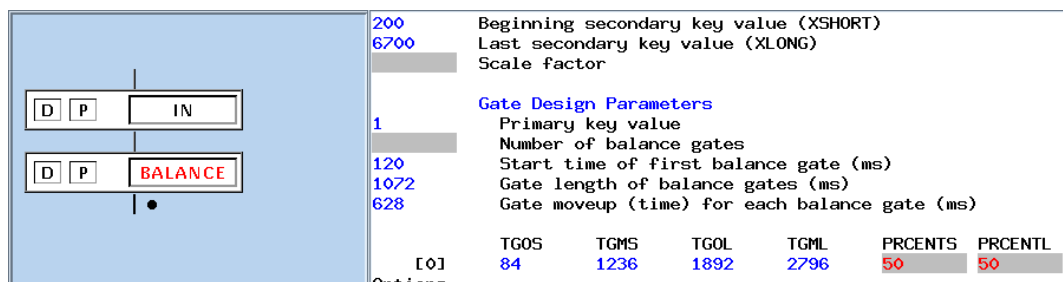 D P IN
D P BALANCE
200 Beginning secondary key value (XSHORT)
6700 Last secondary key value (XLONG)
Scale factor
Gate Design Parameters
1 Primary key value
Number of balance gates
120 Start time of first balance gate (ms)
1072 Gate length of balance gates (ms)
628 Gate moveup (time) for each balance gate (ms)
TGOS TGMS TGOL TGML PRCENTS PRCENTL
[0] 84 1236 1892 2796 50 50